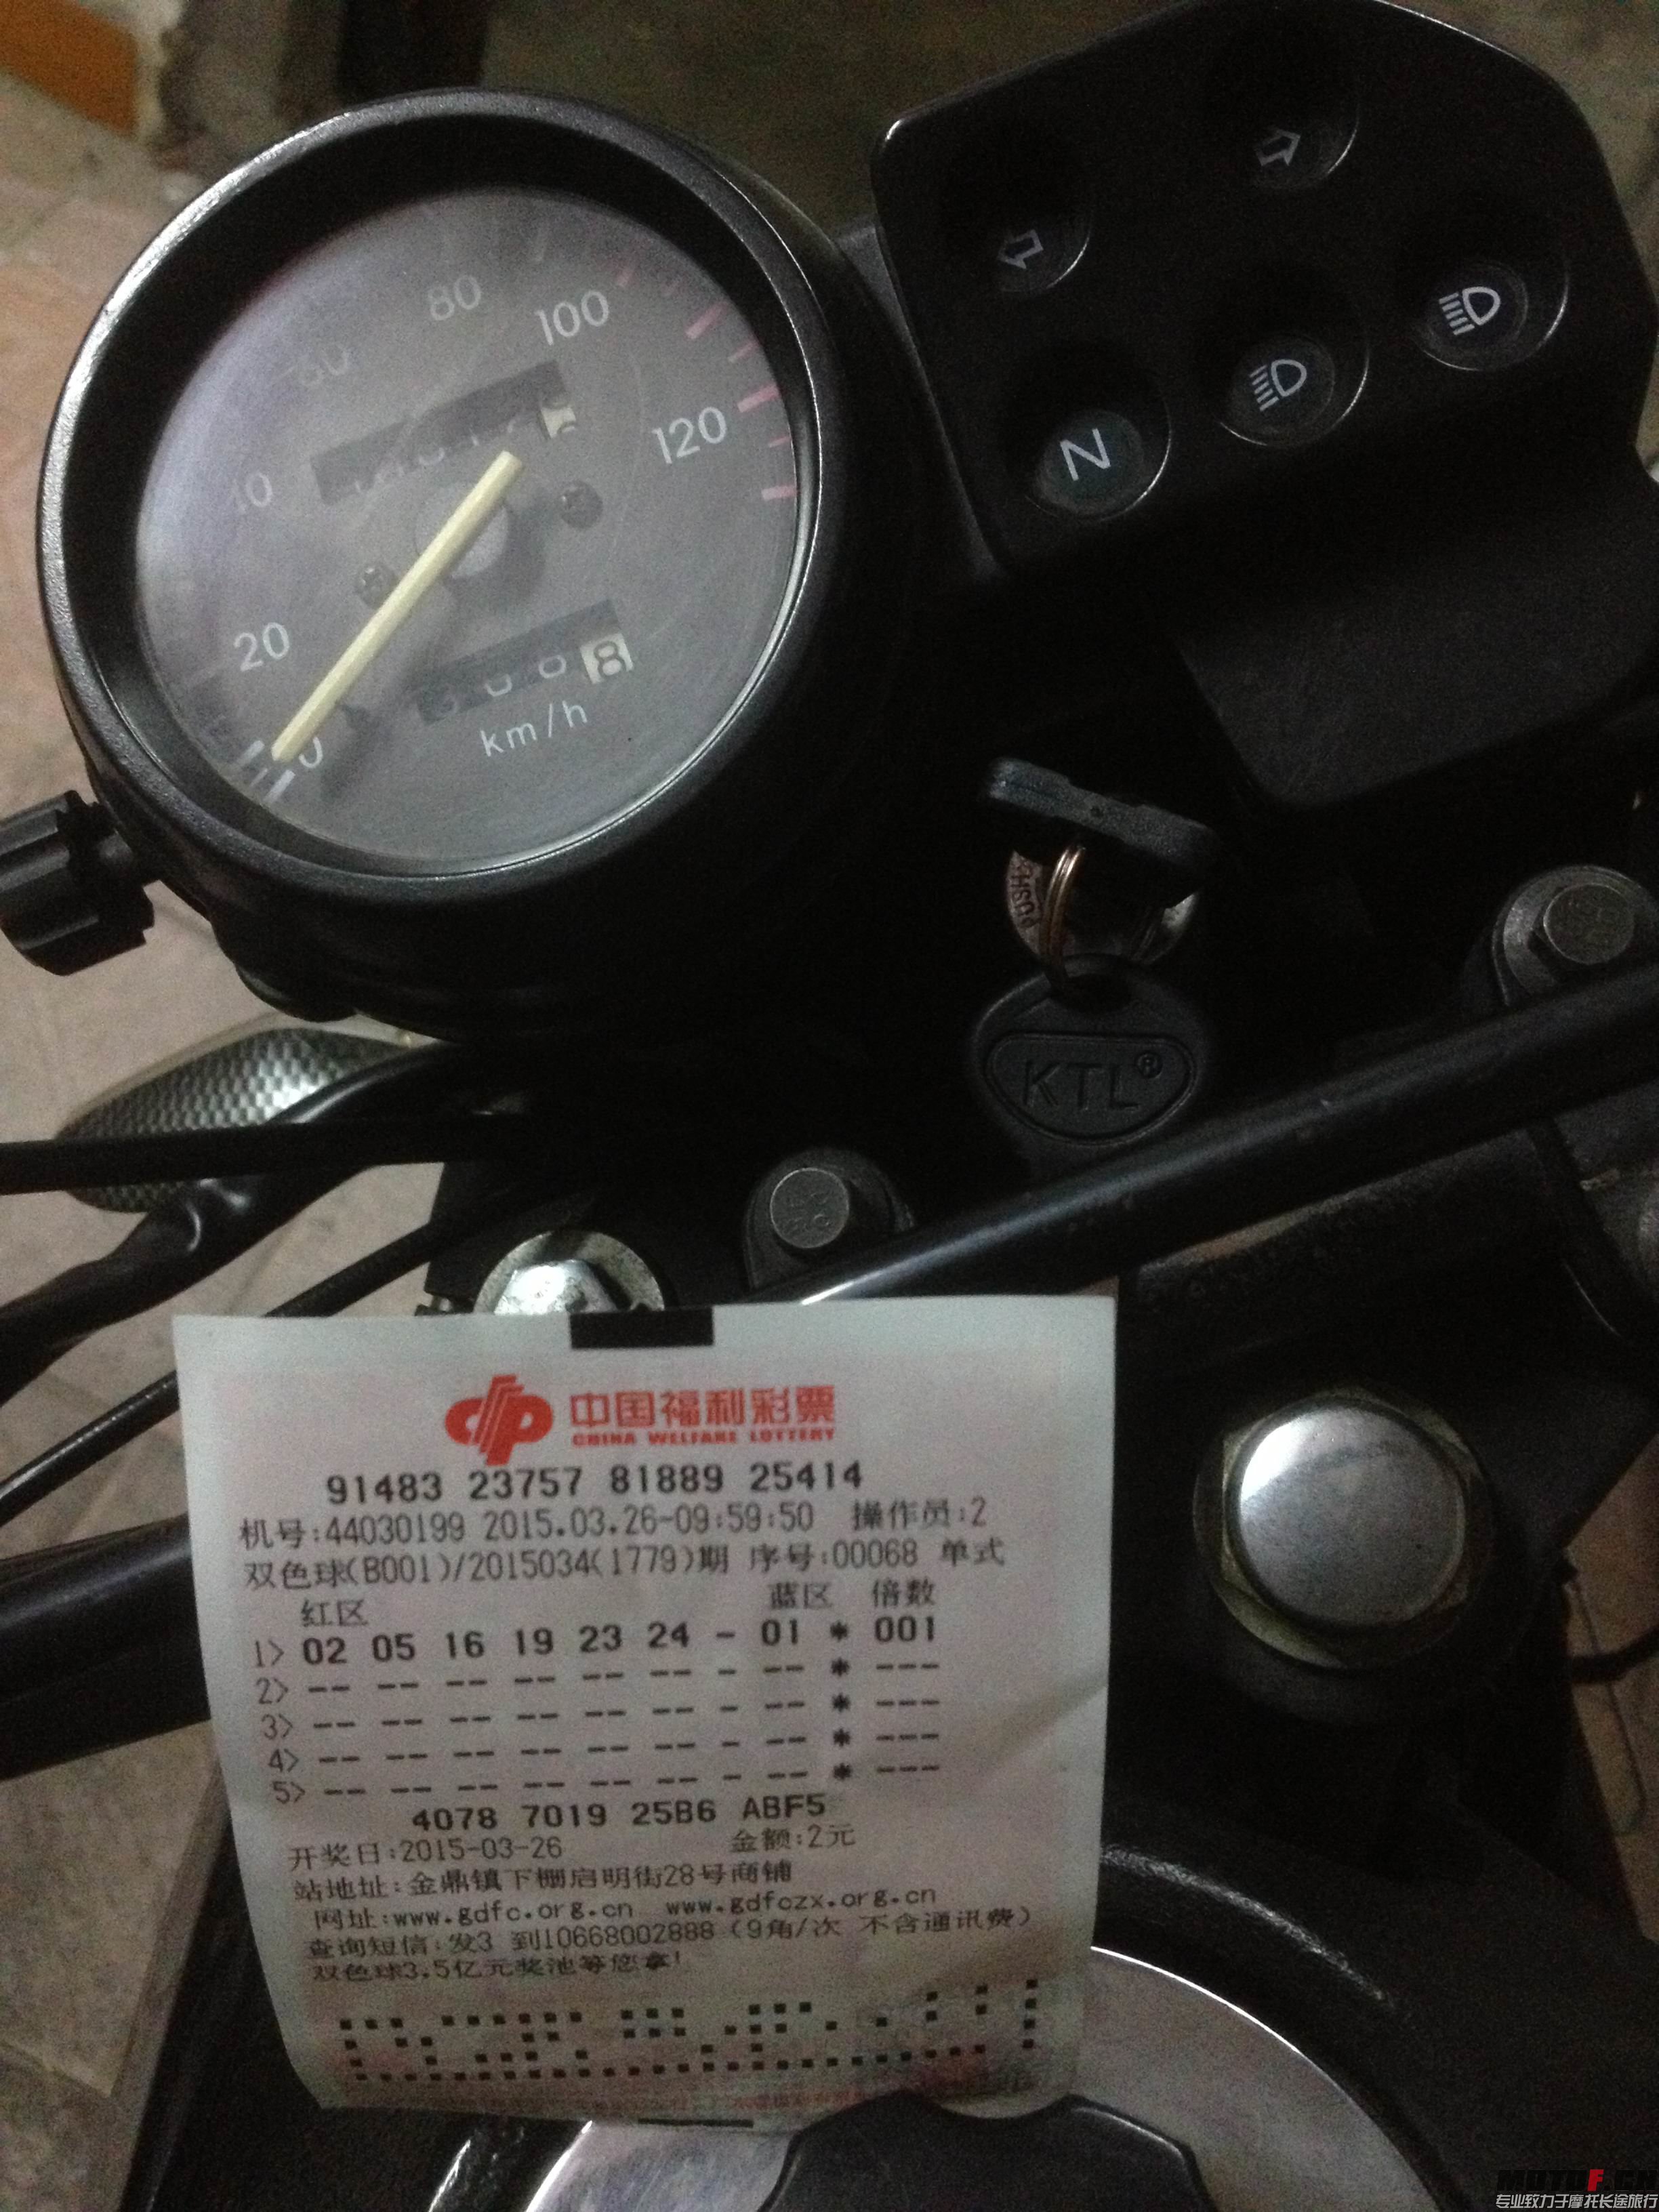 80
100
60
120
20
0
8
km/h
N
KTL®
中国福利彩票
CHINA WELFARE LOTTERY
91483 23757 81889 25414
机号:44030199 2015.03.26-09:59:50 操作员:2
双色球(B001)/2015034(1779)期 序号:00068 单式
红区 蓝区 倍数
1> 02 05 16 19 23 24 - 01 * 001
2> -- -- -- -- -- -- - -- * ---
3> -- -- -- -- -- -- - -- * ---
4> -- -- -- -- -- -- - -- * ---
5> -- -- -- -- -- -- - -- * ---
4078 7019 25B6 ABF5
开奖日:2015-03-26 金额:2元
站地址:金鼎镇下栅启明街28号商铺
网址:www.gdfc.org.cn www.gdfczx.org.cn
查询短信:发3 到10668002888 (9角/次 不含通讯费)
双色球3.5亿元奖池等您拿!
MOTOF.CN
专业致力于摩托长途旅行